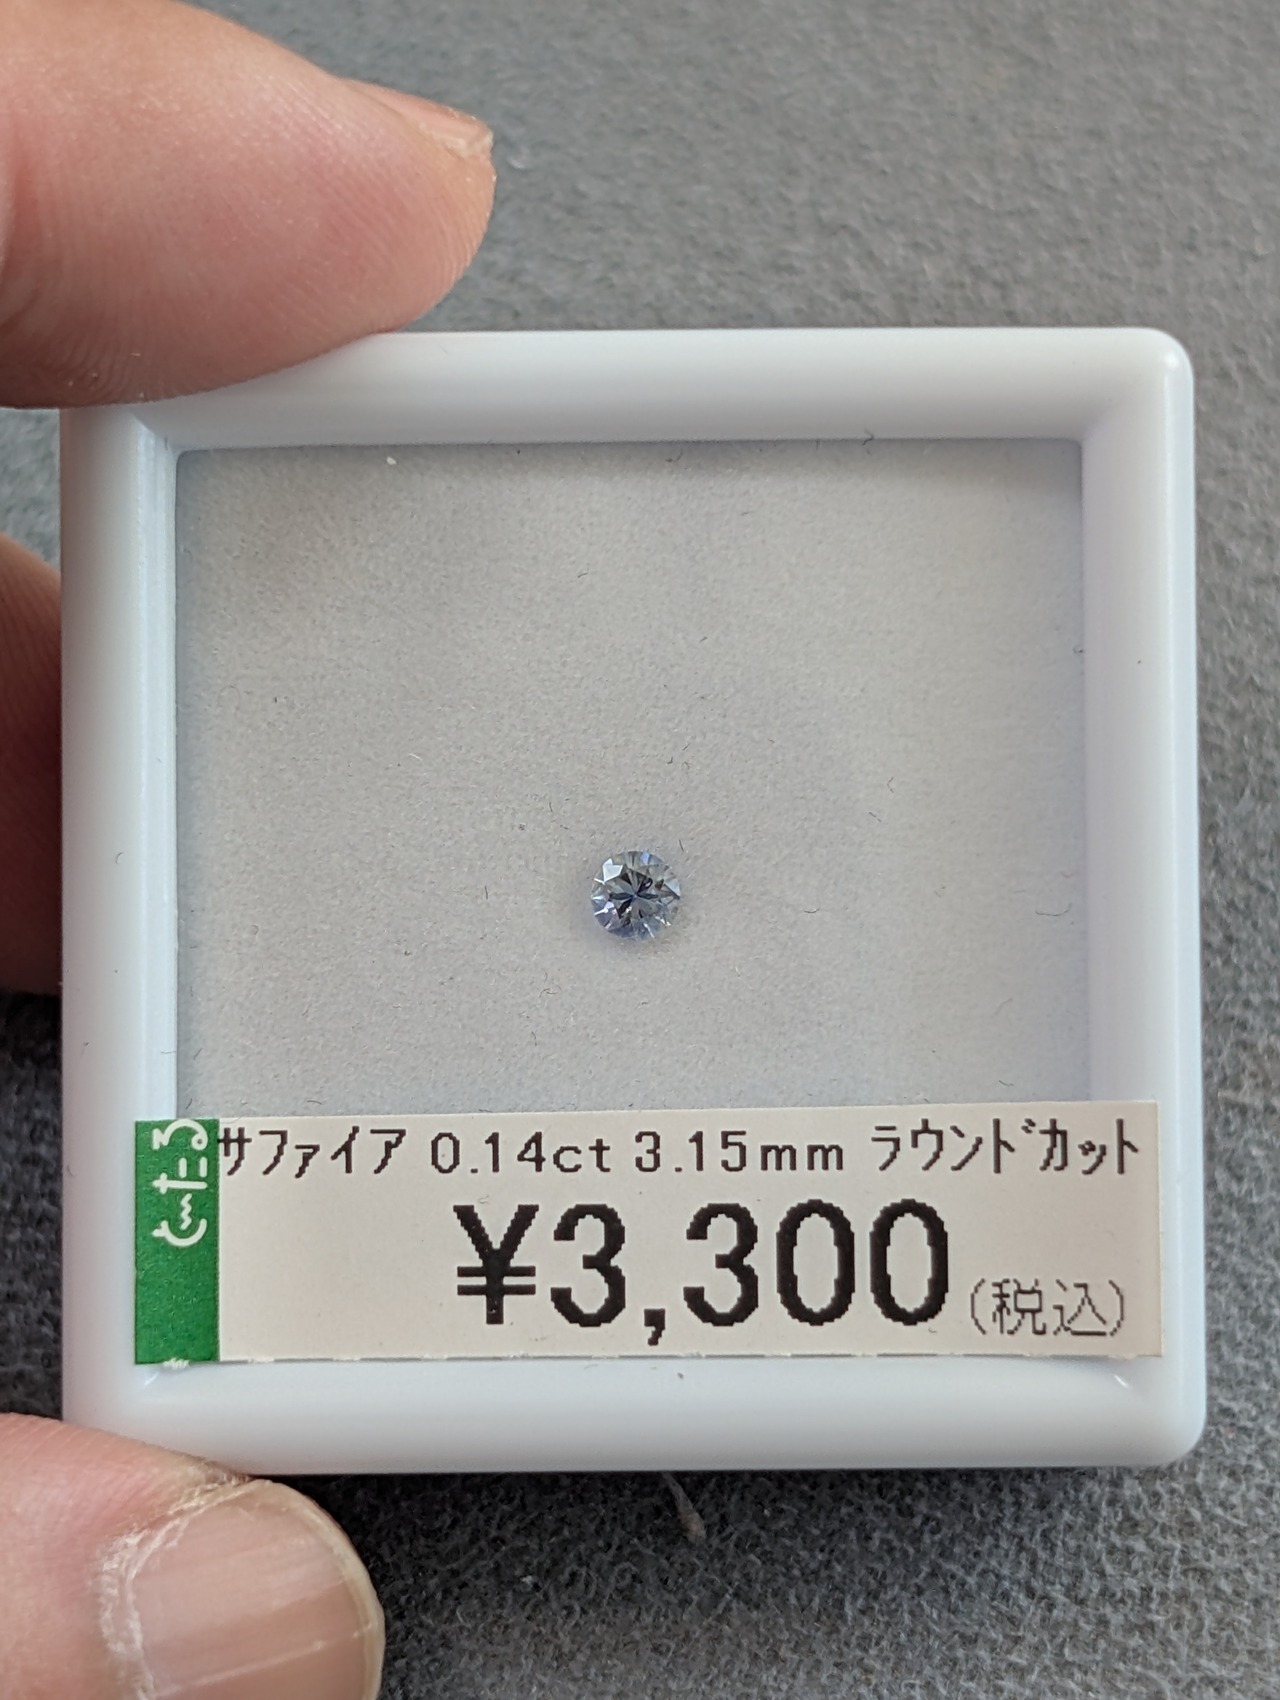 サファイア 0.14ct 3.15mm ラウンドカット
¥3,300(税込)